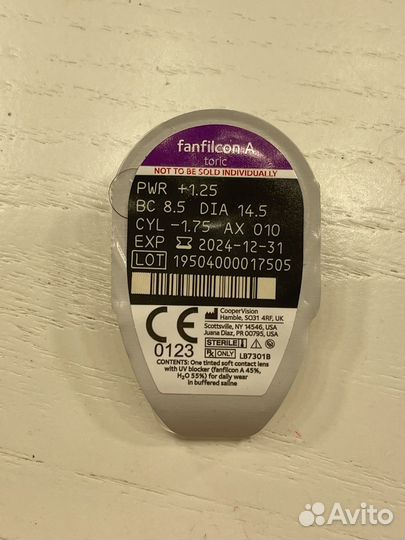 fanfilcon A
toric
NOT TO BE SOLD INDIVIDUALLY
PWR +1.25
BC 8.5 DIA 14.5
CYL -1.75 AX 010
EXP 2024-12-31
LOT 19504000017505
CE
0123
CooperVision
Hamble, SO31 4RF, UK
Scottsville, NY 14546, USA
Juana Diaz, PR 00795, USA
STERILE
Rx ONLY LB7301B
CONTENTS: One tinted soft contact lens
with UV blocker (fanfilcon A 45%,
H₂O 55%) for daily wear
in buffered saline
Avito